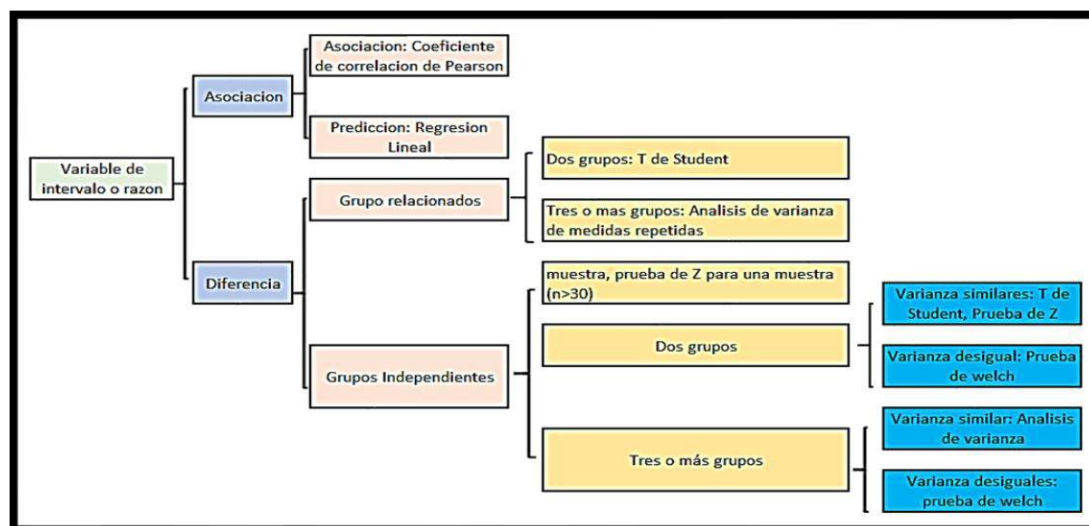 Asociacion: Coeficiente
de correlacion de Pearson
Asociacion
Prediccion: Regresion
Lineal
Variable de
intervalo o razon
Dos grupos: T de Student
Grupo relacionados
Tres o mas grupos: Analisis de varianza
de medidas repetidas
Diferencia
muestra, prueba de Z para una muestra
(n>30)
Varianza similares: T de
Student, Prueba de Z
Dos grupos
Varianza desigual: Prueba
de welch
Grupos Independientes
Varianza similar: Analisis
de varianza
Tres o más grupos
Varianza desiguales:
prueba de welch